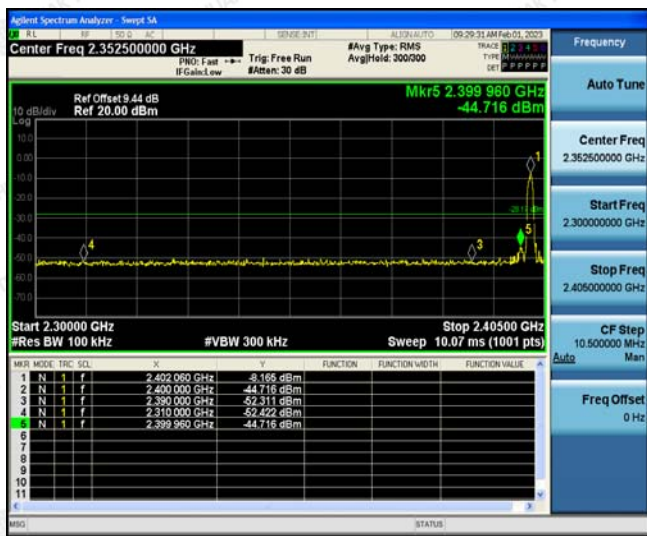 Agilent Spectrum Analyzer - Swept SA
RL RF 50 Ω AC SENSE:INT ALIGN AUTO 09:29:31 AM Feb 01, 2023
Center Freq 2.352500000 GHz
PNO: Fast
IFGain:Low
Trig: Free Run
#Atten: 30 dB
#Avg Type: RMS
Avg|Hold: 300/300
TRACE 1 2 3 4 5 6
TYPE
DET P P P P P P
Frequency
Ref Offset 9.44 dB
10 dB/div Ref 20.00 dBm
Log
Mkr5 2.399 960 GHz
-44.716 dBm
10.0
0.00
-10.0
-20.0
-30.0
-40.0
-50.0
-60.0
-70.0
1
4
3
5
Start 2.30000 GHz Stop 2.40500 GHz
#Res BW 100 kHz #VBW 300 kHz Sweep 10.07 ms (1001 pts)
MKR MODE TRC SCL X Y FUNCTION FUNCTION WIDTH FUNCTION VALUE
1 N 1 f 2.402 060 GHz -8.165 dBm
2 N 1 f 2.400 000 GHz -44.716 dBm
3 N 1 f 2.390 000 GHz -52.311 dBm
4 N 1 f 2.310 000 GHz -52.422 dBm
5 N 1 f 2.399 960 GHz -44.716 dBm
6
7
8
9
10
11
MSG STATUS
Auto Tune
Center Freq
2.352500000 GHz
Start Freq
2.300000000 GHz
Stop Freq
2.405000000 GHz
CF Step
10.500000 MHz
Auto Man
Freq Offset
0 Hz